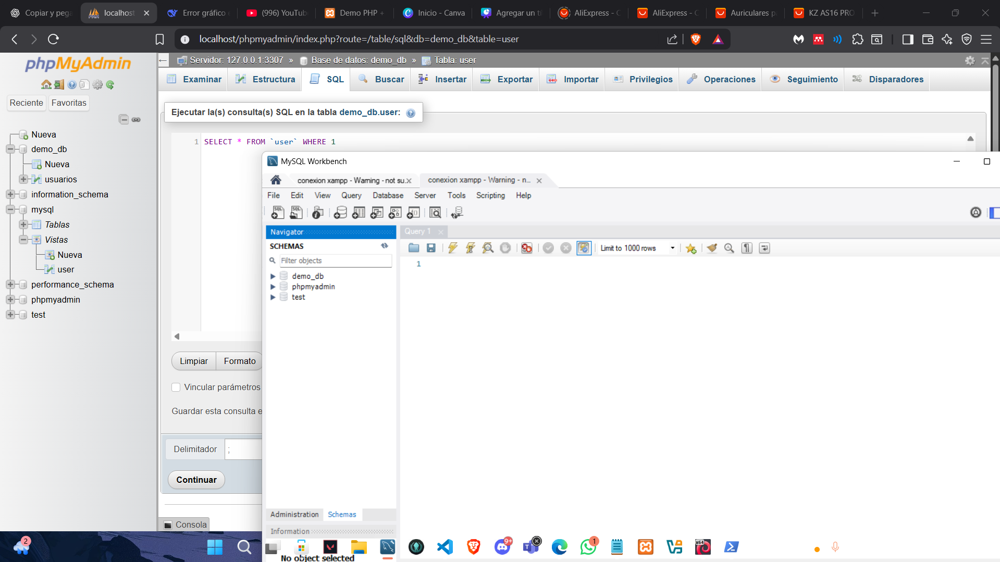 Copiar y pega
localhost
Error gráfico
(996) YouTube
Demo PHP +
Inicio - Canva
Agregar un tí
AliExpress - C
AliExpress - C
Auriculares p
KZ AS16 PRO
localhost/phpmyadmin/index.php?route=/table/sql&db=demo_db&table=user
phpMyAdmin
Reciente
Favoritas
Nueva
demo_db
Nueva
usuarios
information_schema
mysql
Tablas
Vistas
Nueva
user
performance_schema
phpmyadmin
test
Servidor: 127.0.0.1:3307 » Base de datos: demo_db » Tabla: user
Examinar
Estructura
SQL
Buscar
Insertar
Exportar
Importar
Privilegios
Operaciones
Seguimiento
Disparadores
Ejecutar la(s) consulta(s) SQL en la tabla demo_db.user:
1 SELECT * FROM `user` WHERE 1
Limpiar
Formato
Vincular parámetros
Guardar esta consulta e
Delimitador ;
Continuar
Consola
MySQL Workbench
conexion xampp - Warning - not su...
conexion xampp - Warning - n...
File Edit View Query Database Server Tools Scripting Help
Navigator
SCHEMAS
Filter objects
demo_db
phpmyadmin
test
Query 1
Limit to 1000 rows
1
Administration Schemas
Information
No object selected
2
9+
1
x64